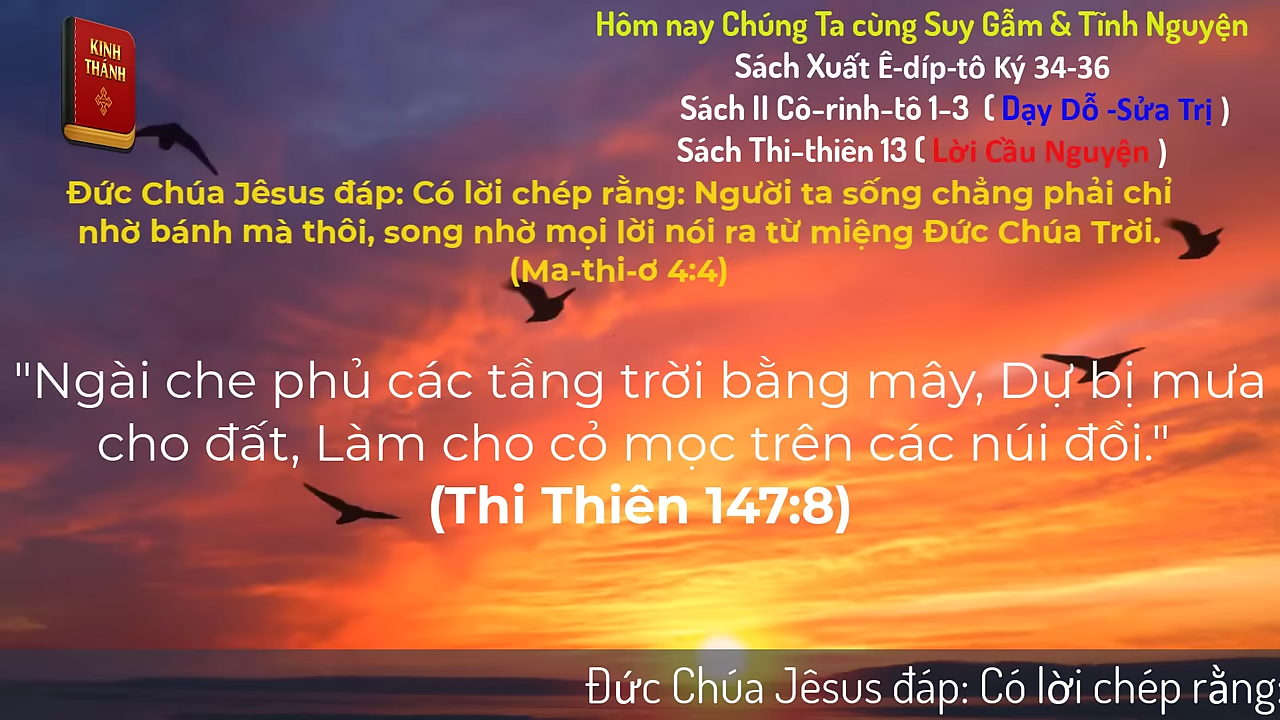 KINH
THÁNH
Hôm nay Chúng Ta cùng Suy Gẫm & Tĩnh Nguyện
Sách Xuất Ê-díp-tô Ký 34-36
Sách II Cô-rinh-tô 1-3 ( Dạy Dỗ -Sửa Trị )
Sách Thi-thiên 13 ( Lời Cầu Nguyện )
Đức Chúa Jêsus đáp: Có lời chép rằng: Người ta sống chẳng phải chỉ
nhờ bánh mà thôi, song nhờ mọi lời nói ra từ miệng Đức Chúa Trời.
(Ma-thi-ơ 4:4)
"Ngài che phủ các tầng trời bằng mây, Dự bị mưa
cho đất, Làm cho cỏ mọc trên các núi đồi."
(Thi Thiên 147:8)
Đức Chúa Jêsus đáp: Có lời chép rằng: